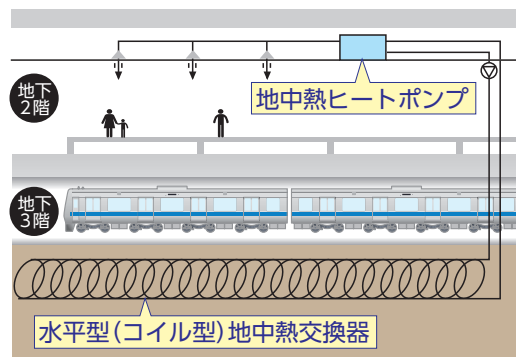 地下
2階
地中熱ヒートポンプ
地下
3階
水平型(コイル型)地中熱交換器